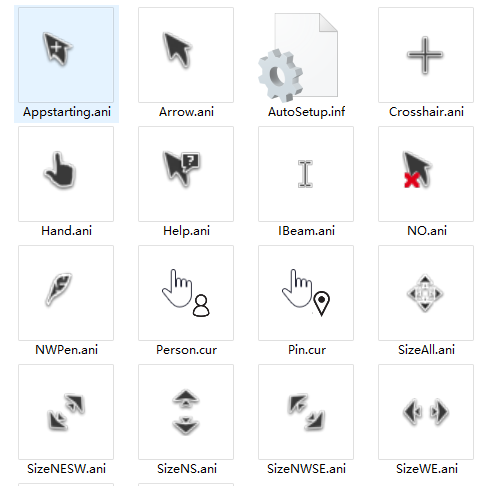 Appstarting.ani
Arrow.ani
AutoSetup.inf
Crosshair.ani
Hand.ani
Help.ani
IBeam.ani
NO.ani
NWPen.ani
Person.cur
Pin.cur
SizeAll.ani
SizeNESW.ani
SizeNS.ani
SizeNWSE.ani
SizeWE.ani